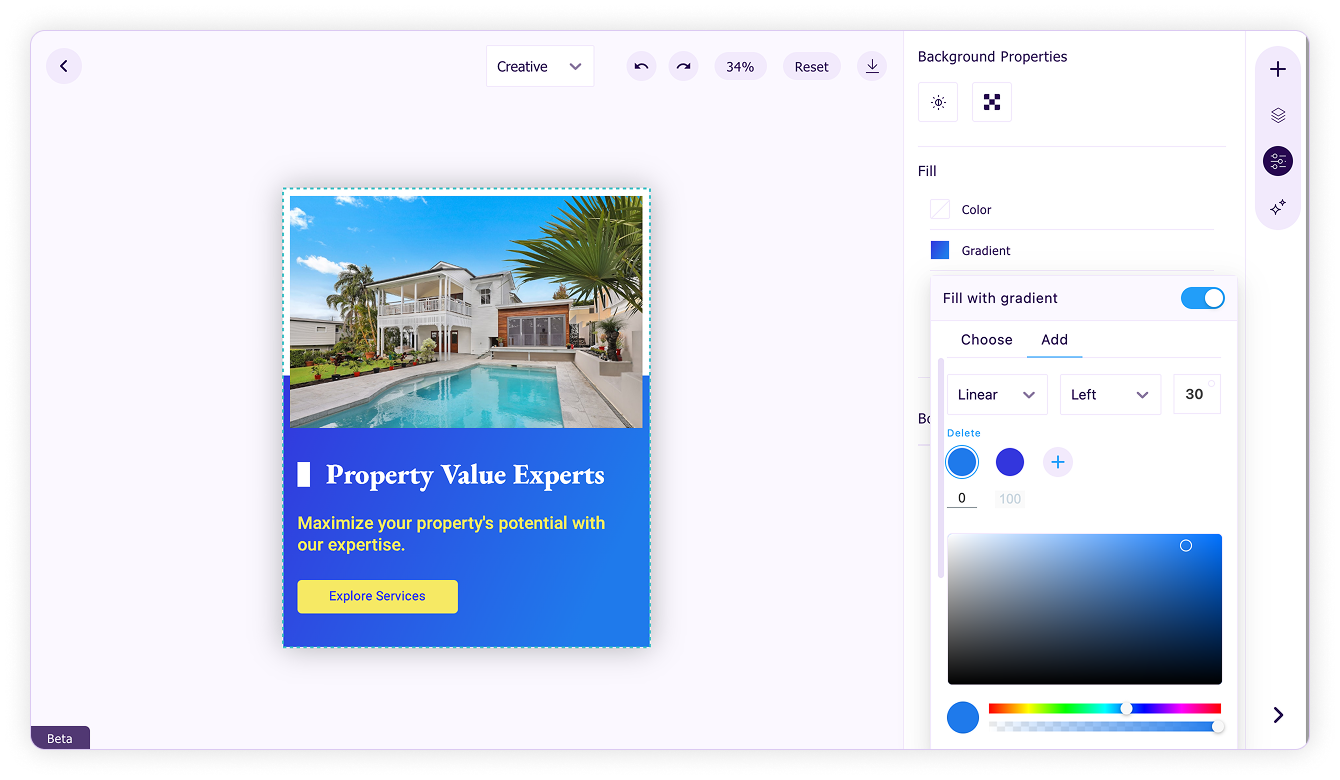 Creative
34%
Reset
Background Properties
Fill
Color
Gradient
Fill with gradient
Choose
Add
Linear
Left
30
Delete
0
100
Property Value Experts
Maximize your property's potential with
our expertise.
Explore Services
Beta